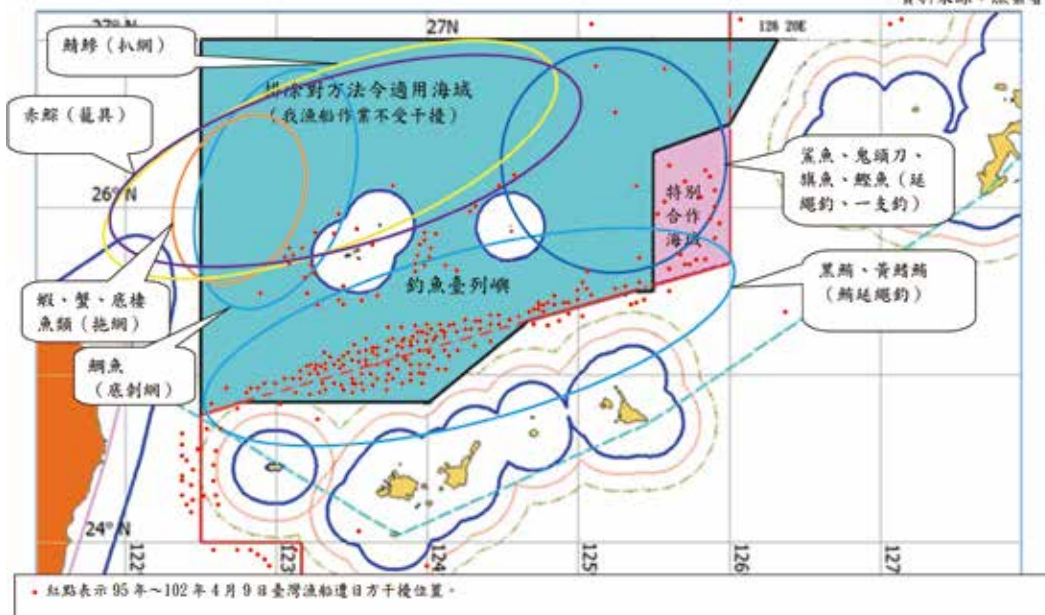 27° N
27N
126 20E
鯖鰺（扒網）
排除對方法令適用海域
（我漁船作業不受干擾）
赤鯮（籠具）
鯊魚、鬼頭刀、
旗魚、鰹魚（延
繩釣、一支釣）
26° N
特別
合作
海域
黑鮪、黃鰭鮪
（鮪延繩釣）
釣魚臺列嶼
蝦、蟹、底棲
魚類（拖網）
鯛魚
（底刺網）
24° N
122°
123°
124°
125°
126°
127°
• 紅點表示 95 年～102 年 4 月 9 日臺灣漁船遭日方干擾位置。